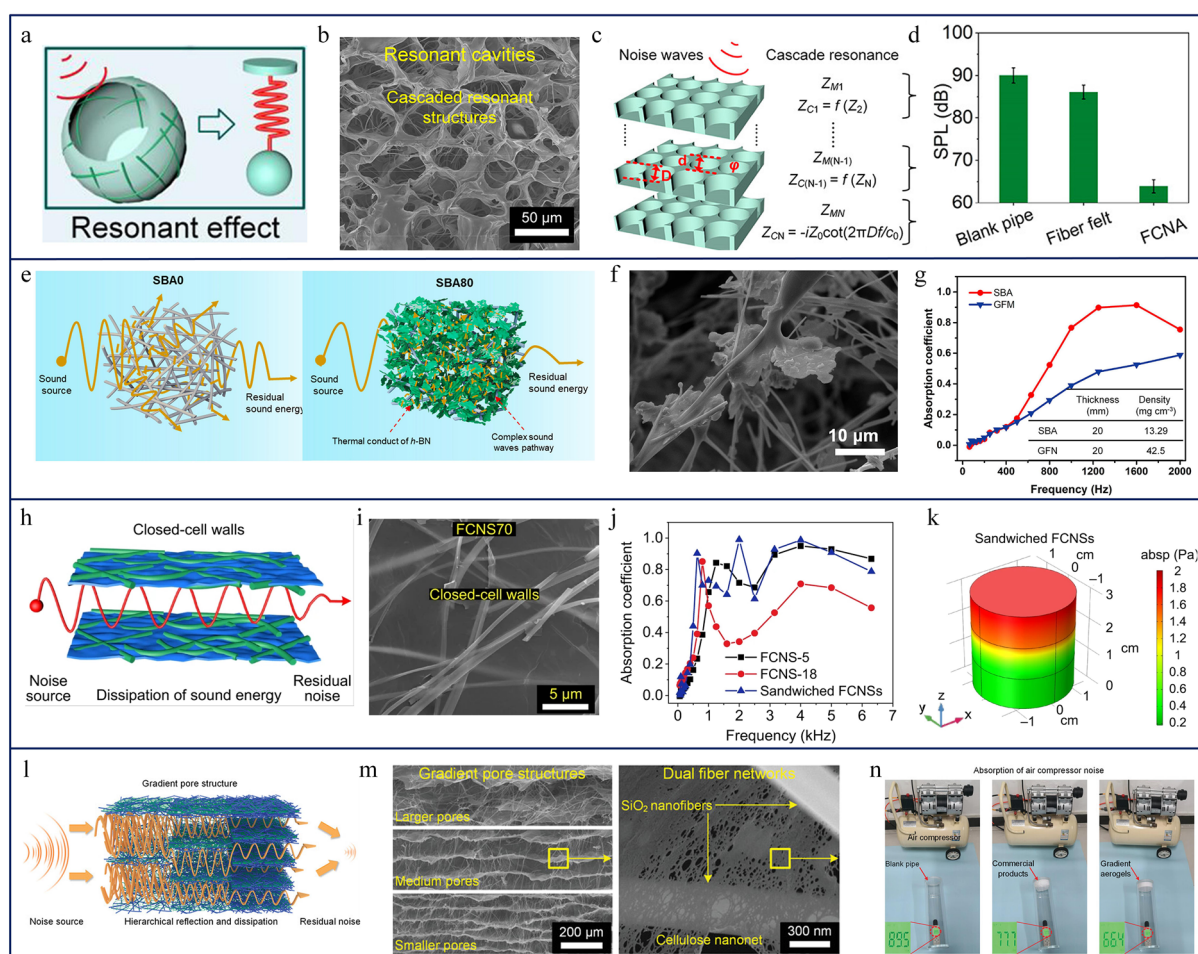 a
Resonant effect
b
Resonant cavities
Cascaded resonant
structures
50 μm
c
Noise waves
Cascade resonance
Z_M1
Z_C1 = f (Z_2)
Z_M(N-1)
Z_C(N-1) = f (Z_N)
Z_MN
Z_CN = -iZ_0cot(2πDf/c_0)
d
D
φ
d
SPL (dB)
100
90
80
70
60
Blank pipe
Fiber felt
FCNA
e
SBA0
Sound
source
Residual
sound energy
SBA80
Sound
source
Residual
sound energy
Thermal conduct of h-BN
Complex sound
waves pathway
f
10 μm
g
SBA
GFM
Absorption coefficient
1.0
0.8
0.6
0.4
0.2
0.0
Thickness
(mm)
Density
(mg cm⁻³)
SBA 20 13.29
GFN 20 42.5
0 400 800 1200 1600 2000
Frequency (Hz)
h
Closed-cell walls
Noise
source
Dissipation of sound energy
Residual
noise
i
FCNS70
Closed-cell walls
5 μm
j
Absorption coefficient
1.0
0.8
0.6
0.4
0.2
0.0
FCNS-5
FCNS-18
Sandwiched FCNSs
0 1 2 3 4 5 6 7
Frequency (kHz)
k
Sandwiched FCNSs
cm
1
0
−1
3
2
1
0
cm
1
0
−1
cm
z
y
x
absp (Pa)
2
1.8
1.6
1.4
1.2
1
0.8
0.6
0.4
0.2
l
Gradient pore structure
Noise source
Hierarchical reflection and dissipation
Residual noise
m
Gradient pore structures
Larger pores
Medium pores
Smaller pores
200 μm
Dual fiber networks
SiO₂ nanofibers
Cellulose nanonet
300 nm
n
Absorption of air compressor noise
Air compressor
Blank pipe
89.5
Commercial
products
77.7
Gradient
aerogels
66.4